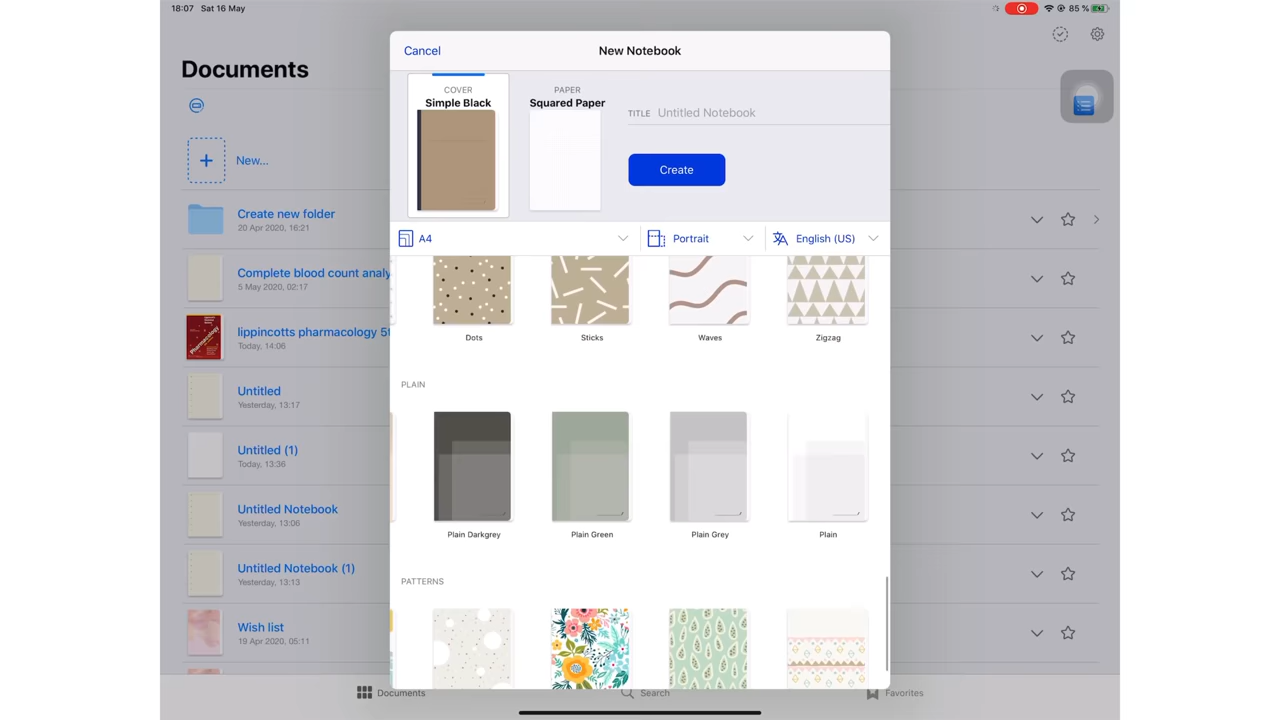 18:07 Sat 16 May
85 %
Documents
New...
Create new folder
20 Apr 2020, 16:21
Complete blood count analy
5 May 2020, 02:17
lippincotts pharmacology 5t
Today, 14:06
Untitled
Yesterday, 13:17
Untitled (1)
Today, 13:36
Untitled Notebook
Yesterday, 13:06
Untitled Notebook (1)
Yesterday, 13:13
Wish list
19 Apr 2020, 05:11
Cancel
New Notebook
COVER
Simple Black
PAPER
Squared Paper
TITLE Untitled Notebook
Create
A4
Portrait
English (US)
Dots
Sticks
Waves
Zigzag
PLAIN
Plain Darkgrey
Plain Green
Plain Grey
Plain
PATTERNS
Documents
Search
Favorites